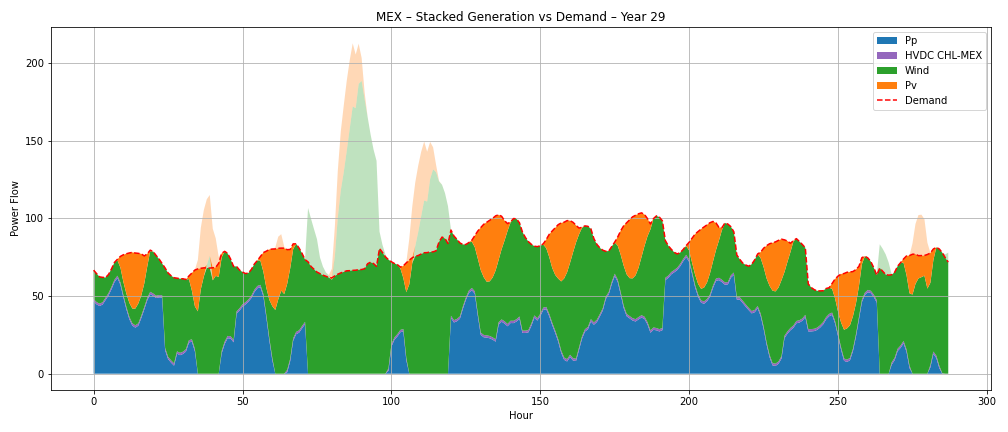 MEX – Stacked Generation vs Demand – Year 29
Power Flow
200
150
100
50
0
0 50 100 150 200 250 300
Hour
Pp
HVDC CHL-MEX
Wind
Pv
Demand